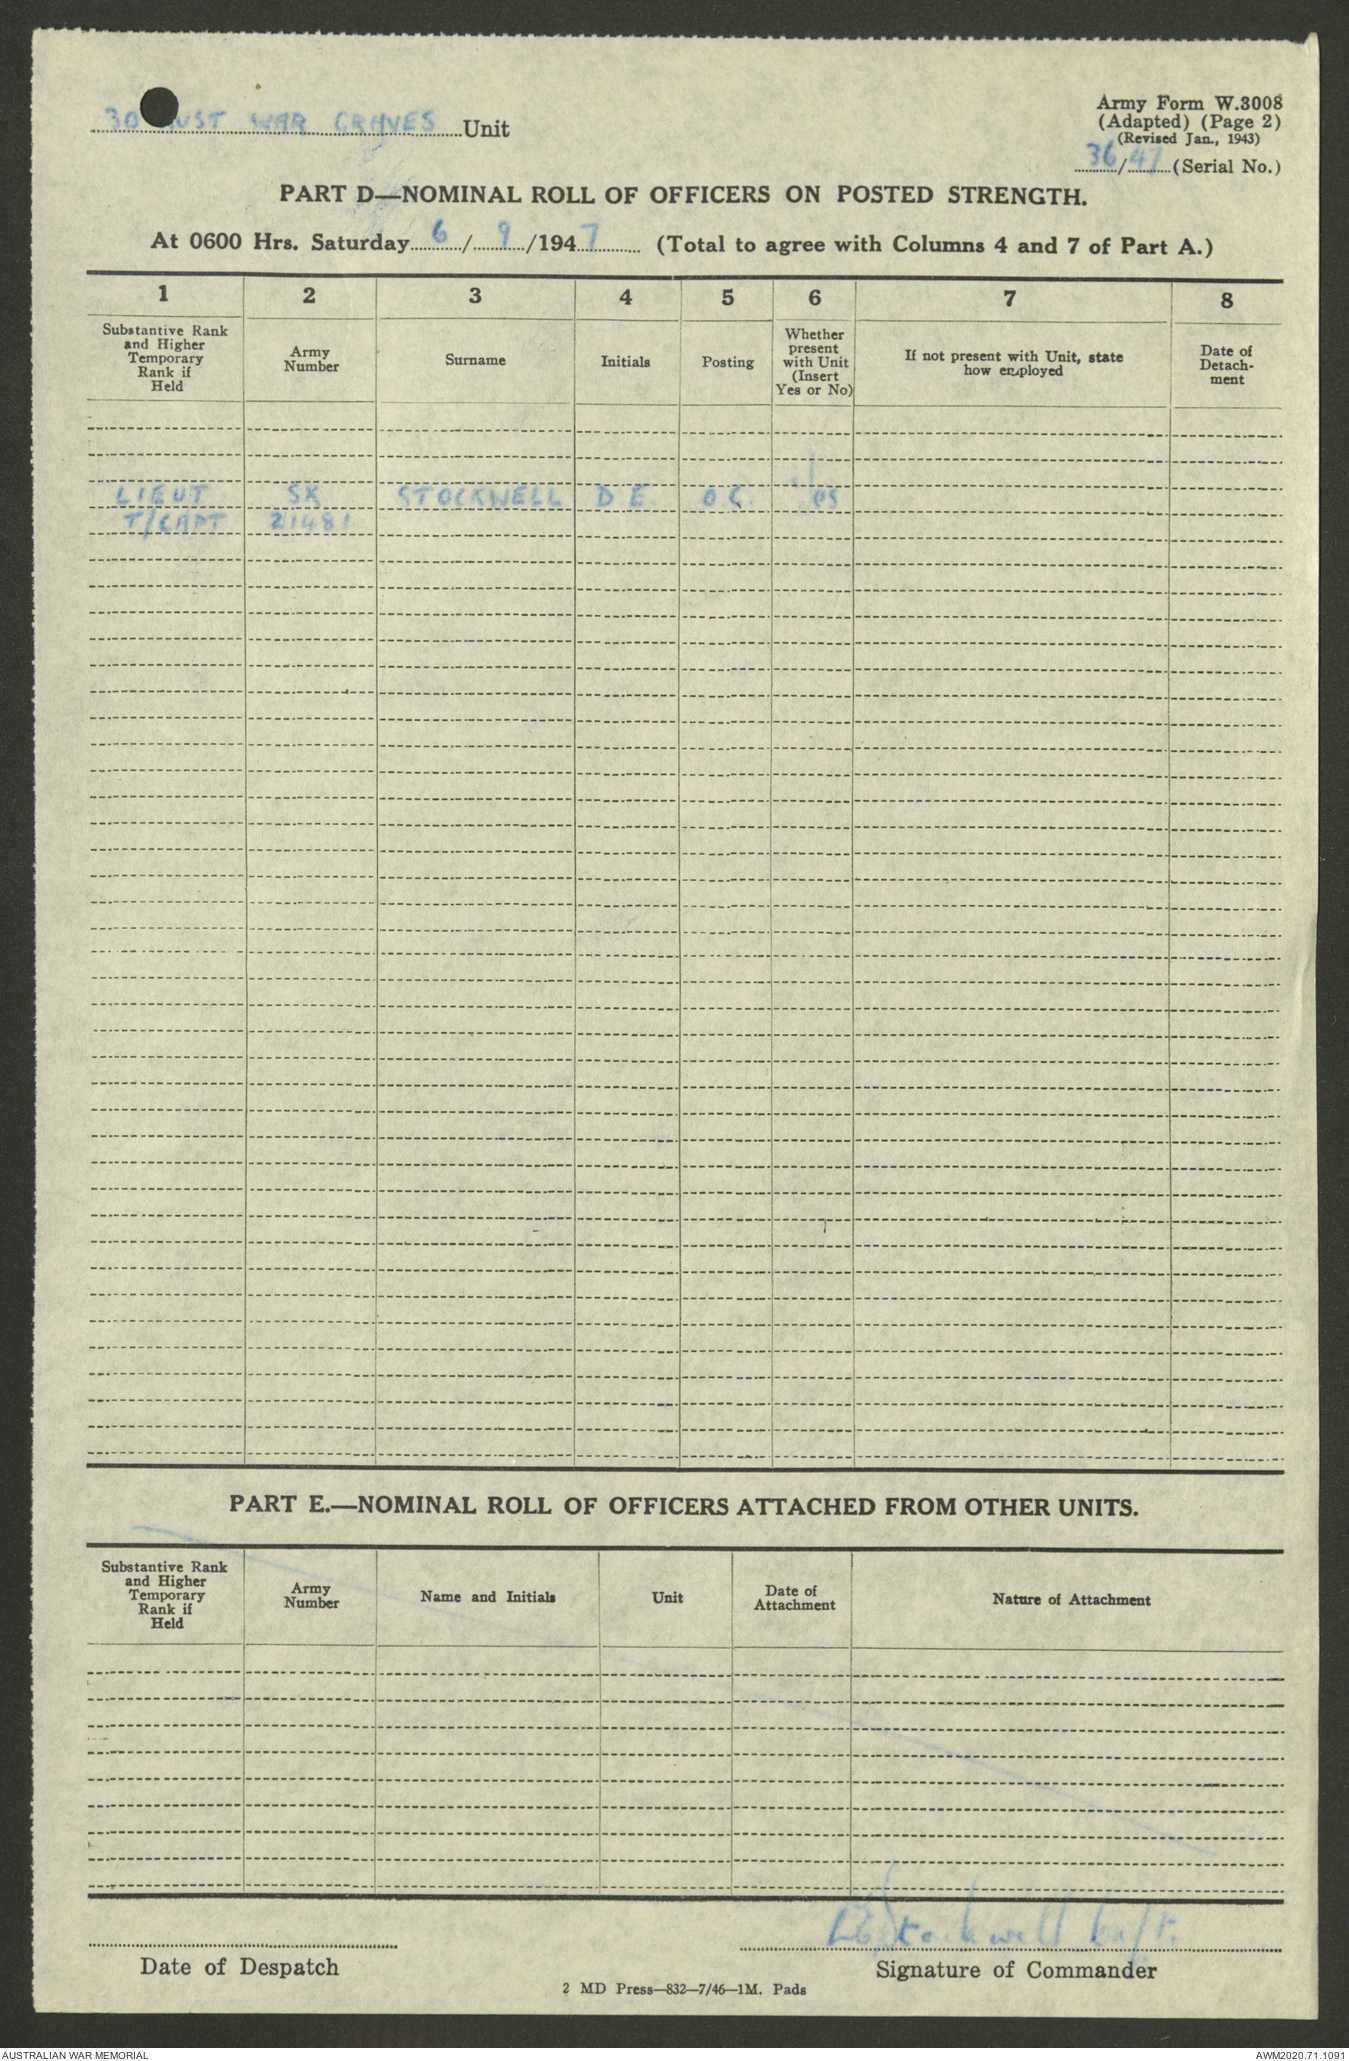 30 AUST WAR GRAVES Unit
Army Form W.3008
(Adapted) (Page 2)
(Revised Jan., 1943)
36/47 (Serial No.)
PART D—NOMINAL ROLL OF OFFICERS ON POSTED STRENGTH.
At 0600 Hrs. Saturday 6/9/1947 (Total to agree with Columns 4 and 7 of Part A.)
1 2 3 4 5 6 7 8
Substantive Rank
and Higher
Temporary
Rank if
Held
Army
Number
Surname
Initials
Posting
Whether
present
with Unit
(Insert
Yes or No)
If not present with Unit, state
how employed
Date of
Detach-
ment
LIEUT SX STOCKWELL D.E. O.C. Yes
T/CAPT 21481
PART E.—NOMINAL ROLL OF OFFICERS ATTACHED FROM OTHER UNITS.
Substantive Rank
and Higher
Temporary
Rank if
Held
Army
Number
Name and Initials
Unit
Date of
Attachment
Nature of Attachment
DEStockwell Capt.
Date of Despatch
Signature of Commander
2 MD Press—832—7/46—1M. Pads
AUSTRALIAN WAR MEMORIAL
AWM2020.71.1091